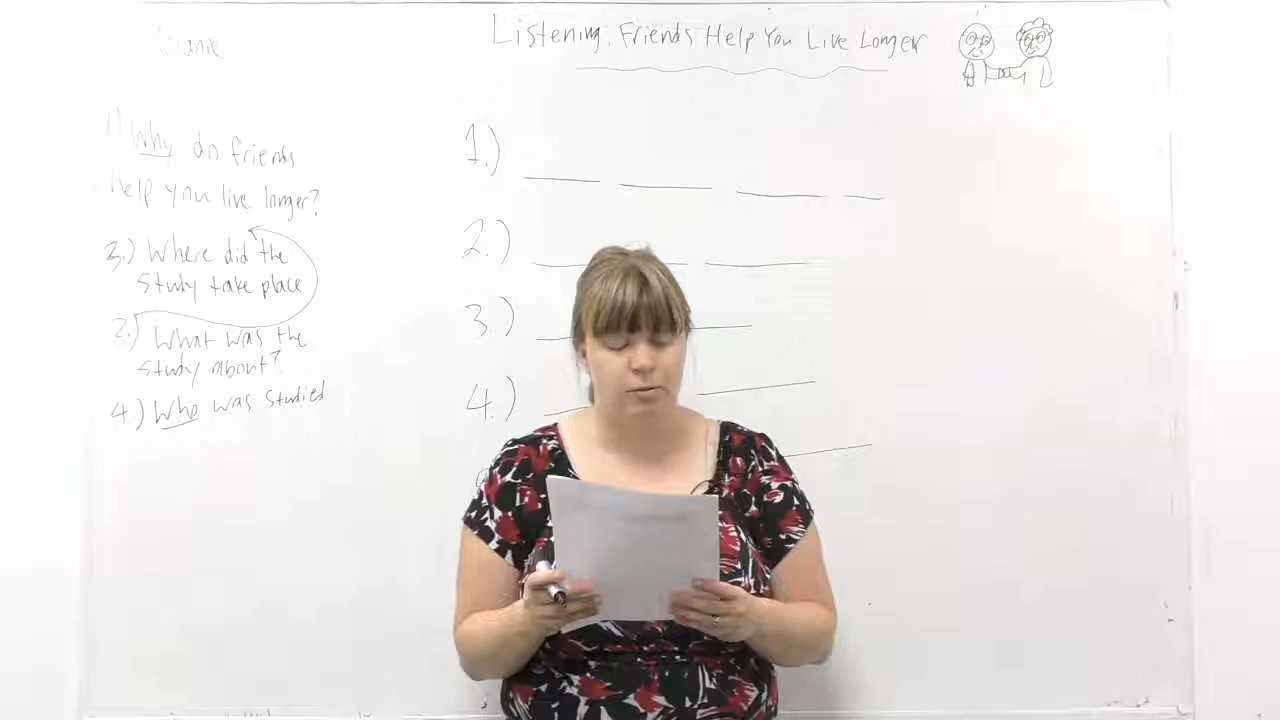 Listening: Friends Help You Live Longer
1) Why do friends
help you live longer?
3.) Where did the
study take place
2.) What was the
study about?
4.) Who was studied
1.)
2.)
3.)
4.)